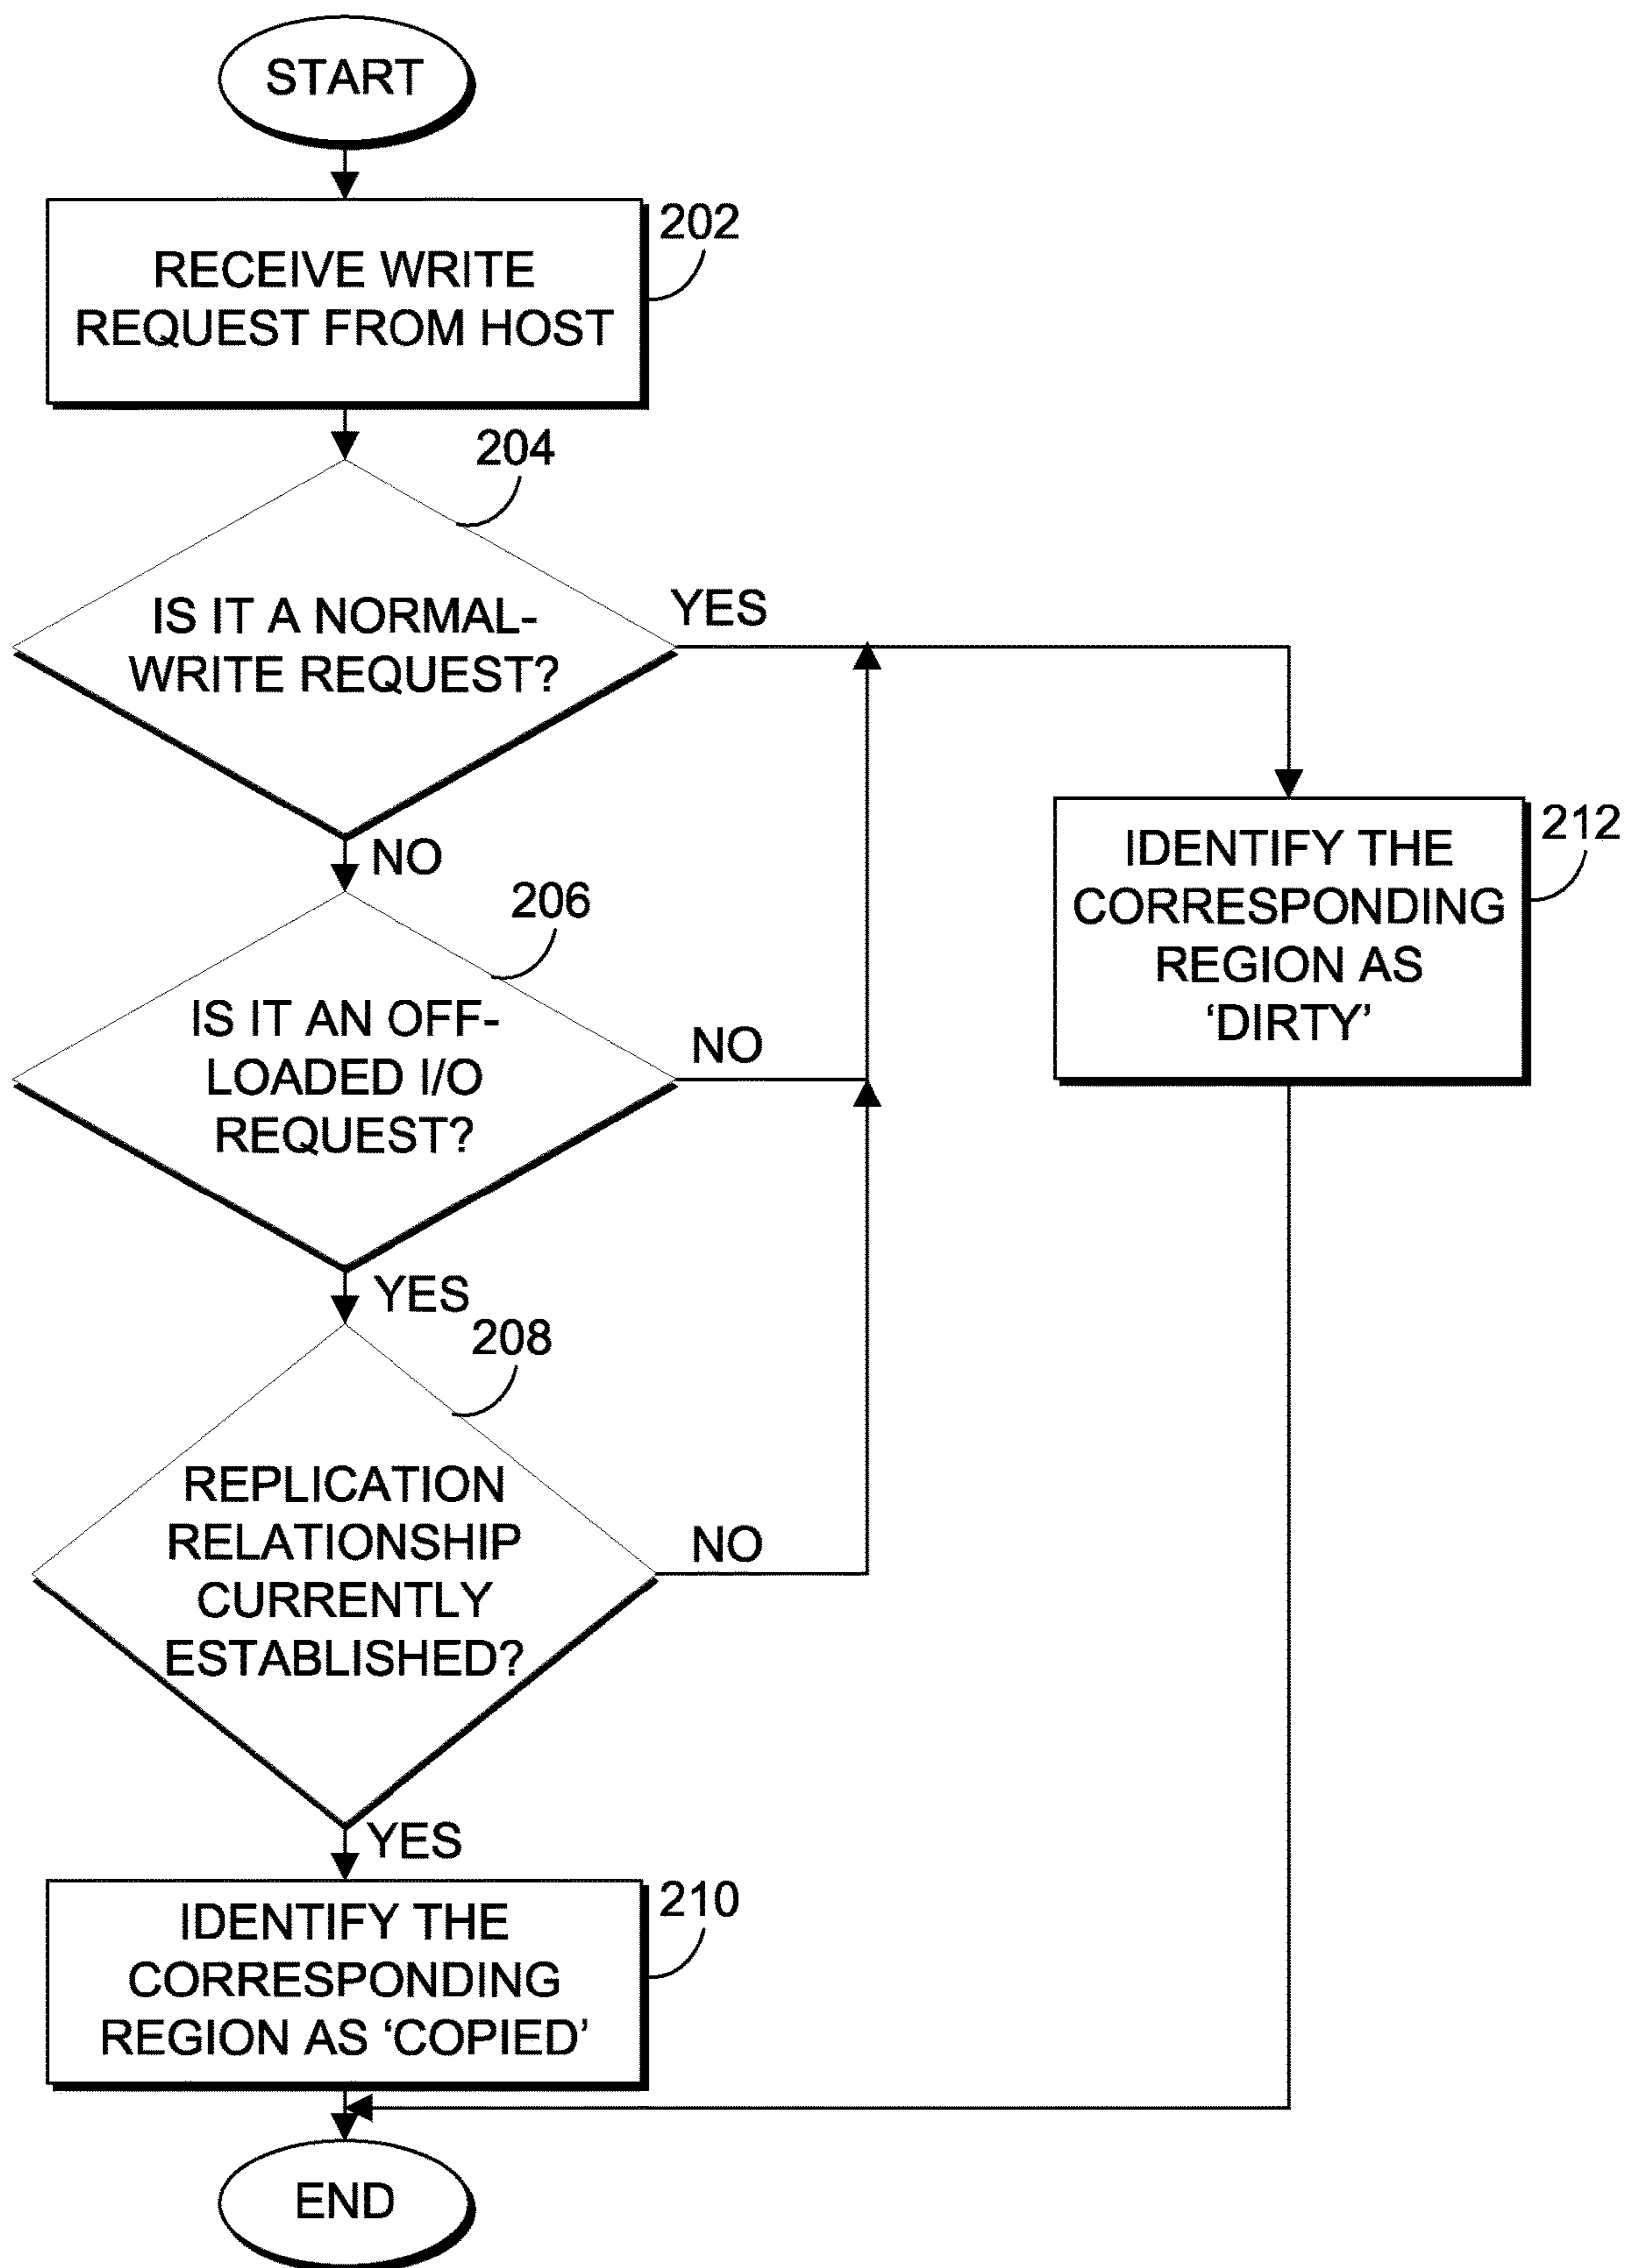 START
202
RECEIVE WRITE
REQUEST FROM HOST
204
IS IT A NORMAL-
WRITE REQUEST?
YES
NO
206
IS IT AN OFF-
LOADED I/O
REQUEST?
NO
YES
208
REPLICATION
RELATIONSHIP
CURRENTLY
ESTABLISHED?
NO
YES
210
IDENTIFY THE
CORRESPONDING
REGION AS ‘COPIED’
212
IDENTIFY THE
CORRESPONDING
REGION AS
‘DIRTY’
END